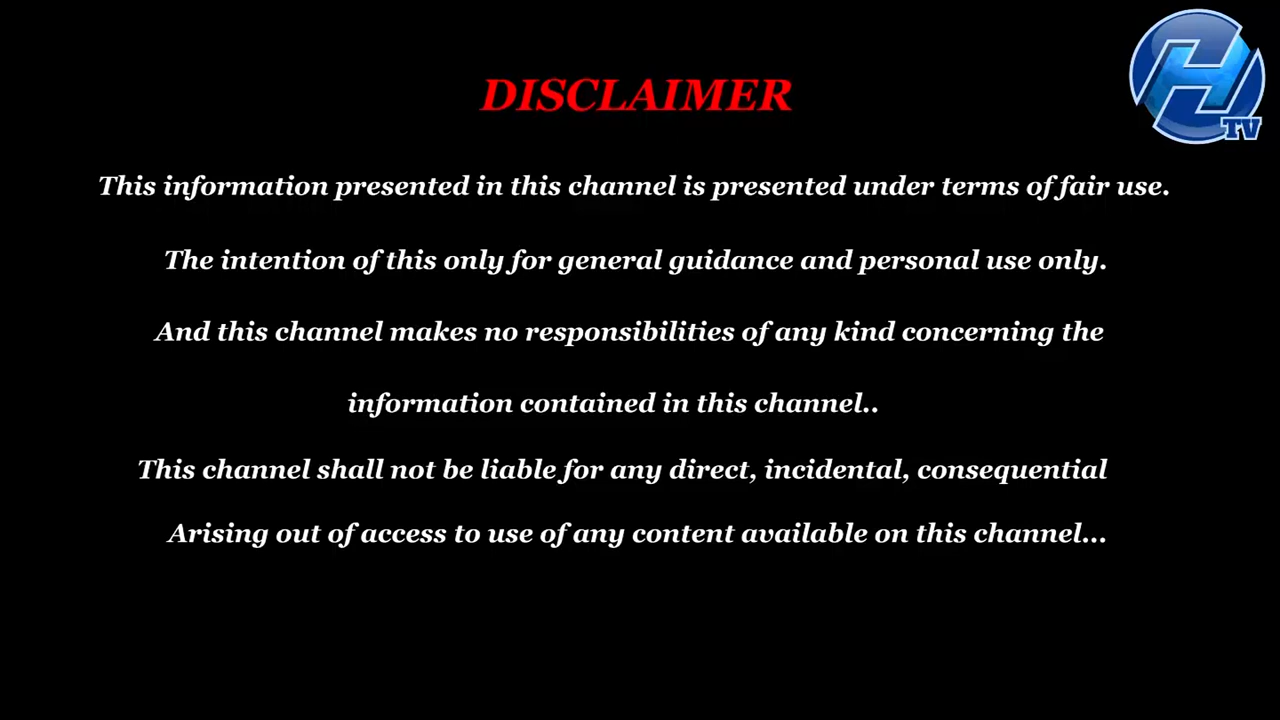 H
TV
DISCLAIMER
This information presented in this channel is presented under terms of fair use.
The intention of this only for general guidance and personal use only.
And this channel makes no responsibilities of any kind concerning the
information contained in this channel..
This channel shall not be liable for any direct, incidental, consequential
Arising out of access to use of any content available on this channel...